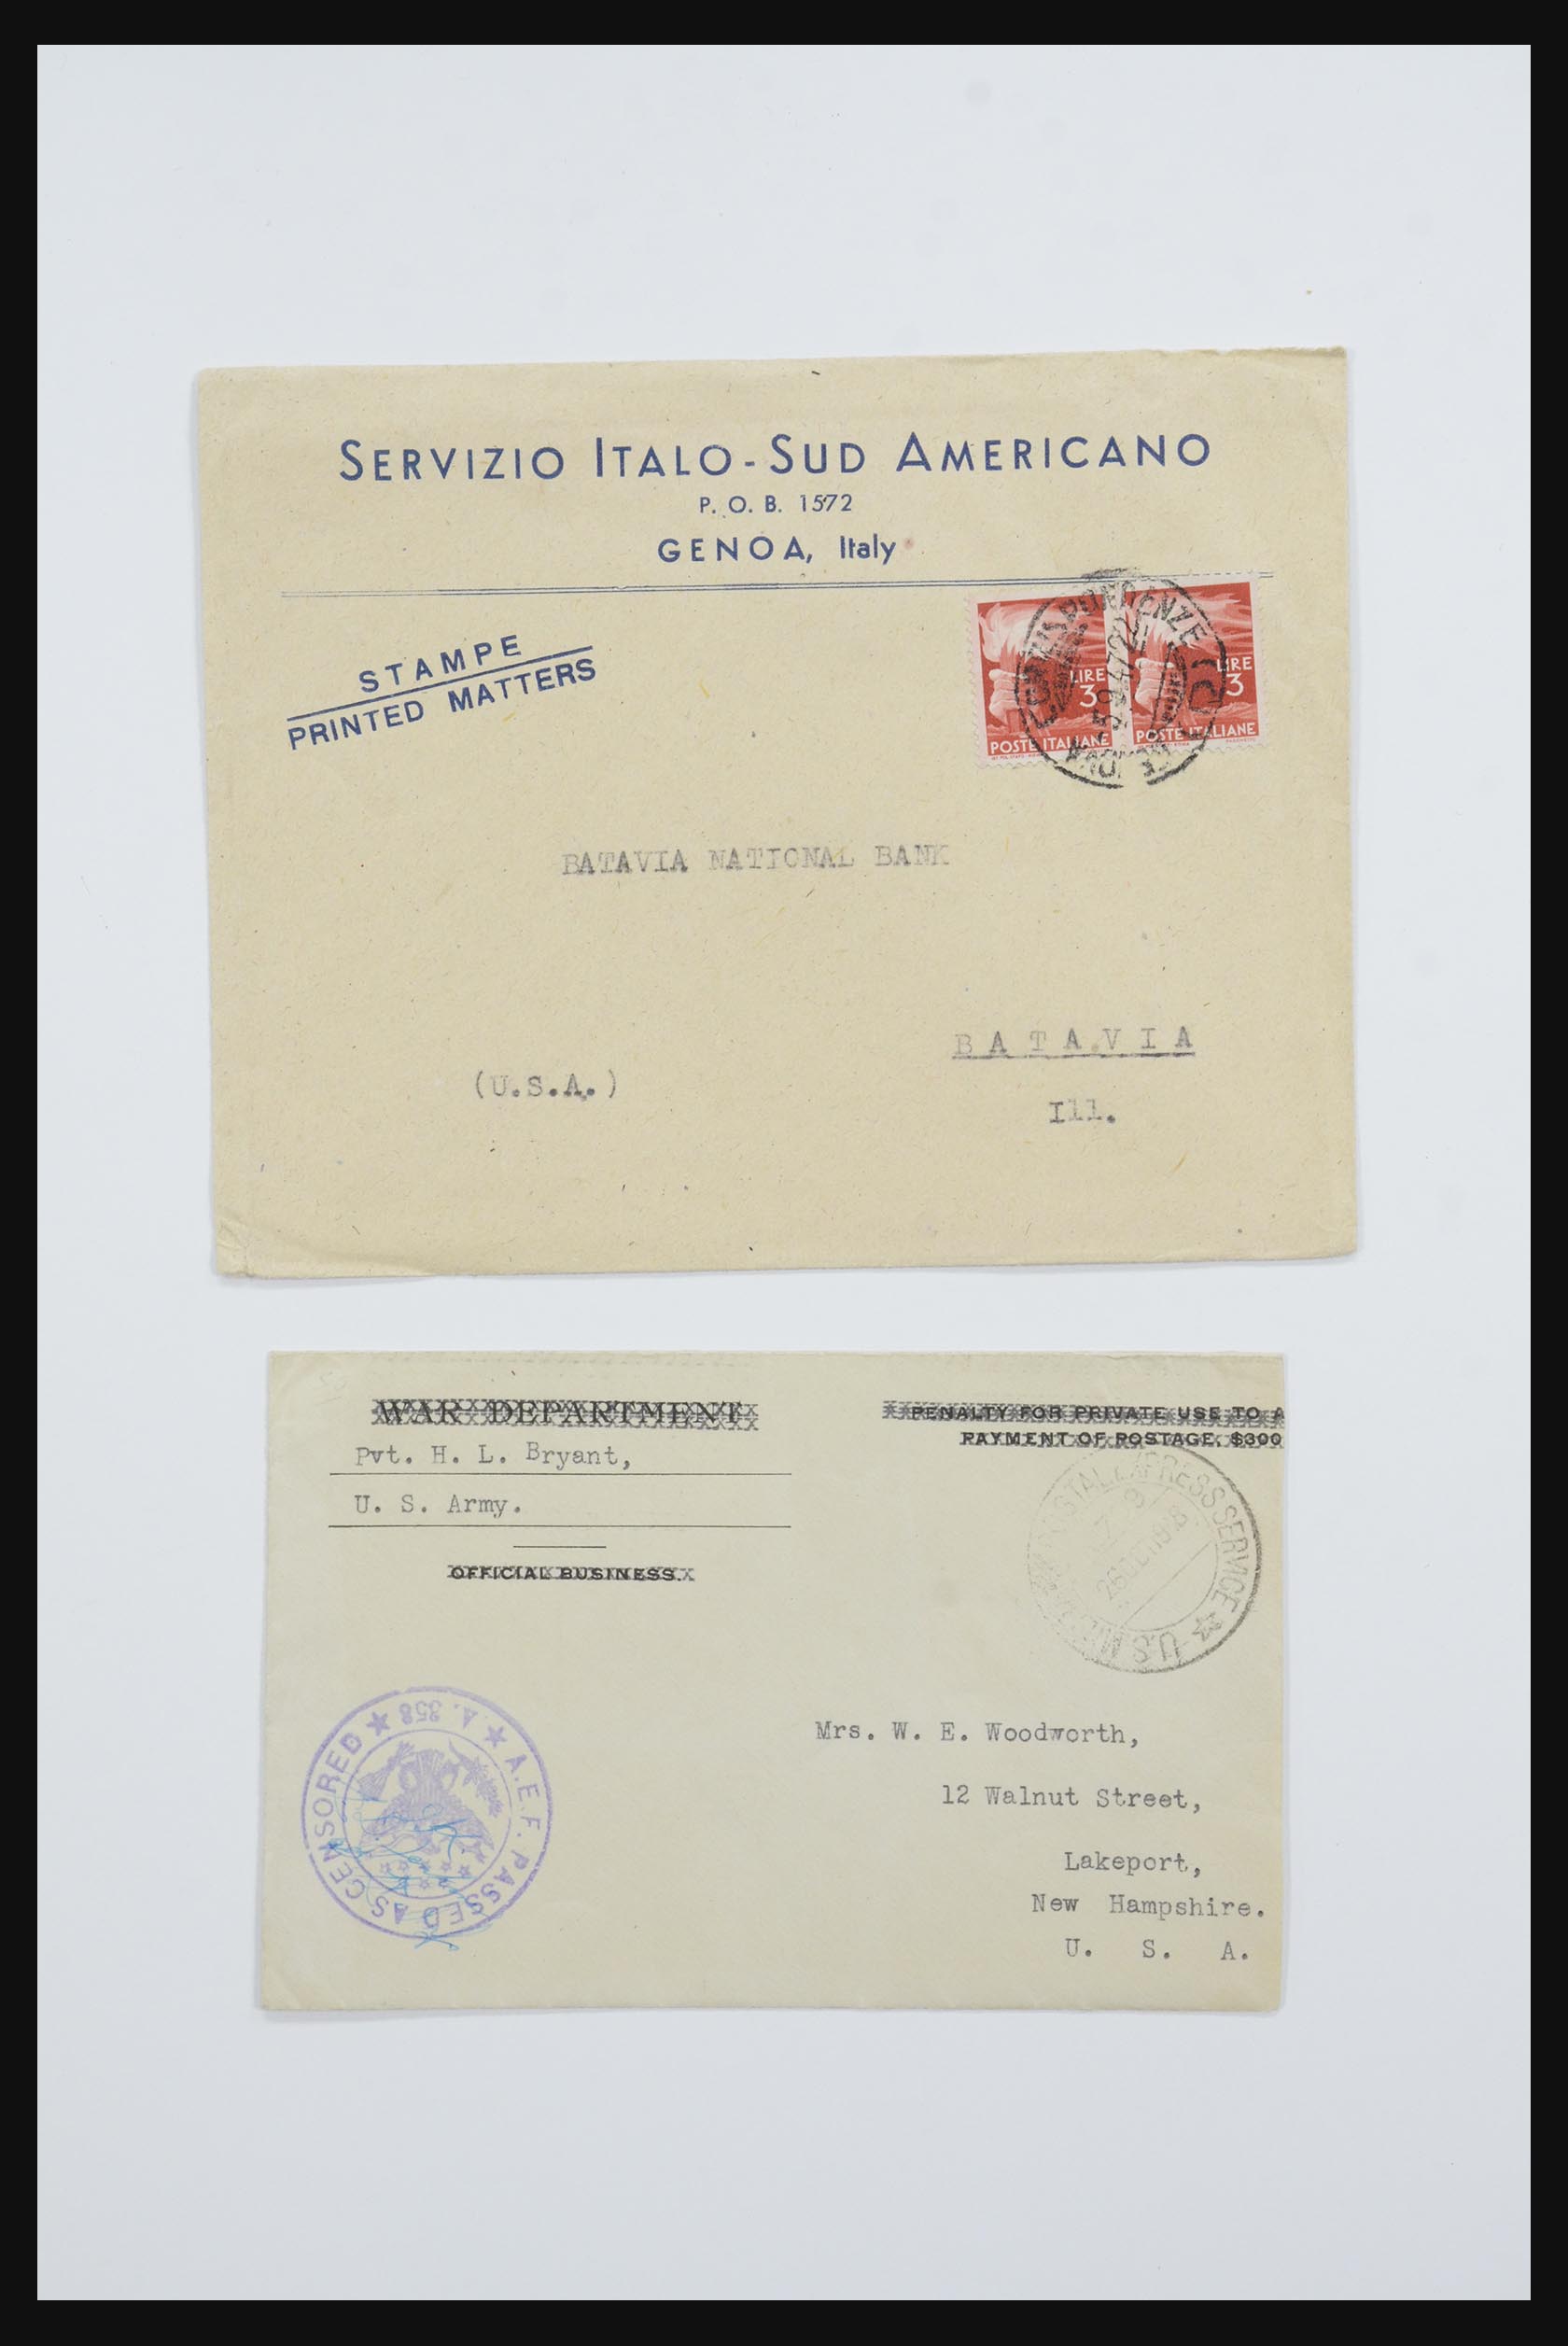 SERVIZIO ITALO-SUD AMERICANO
P. O. B. 1572
GENOA, Italy
STAMPE
PRINTED MATTERS
LIRE
3
POSTE ITALIANE
LIRE
3
POSTE ITALIANE
BATAVIA NATIONAL BANK
BATAVIA
(U.S.A.)
Ill.
WAR DEPARTMENT
PENALTY FOR PRIVATE USE TO A
PAYMENT OF POSTAGE, $300
Pvt. H. L. Bryant,
U. S. Army.
OFFICIAL BUSINESS.
POSTAL EXPRESS SERVICE ★ U.S.
A.E.F. PASSED AS CENSORED ★ A. 358 ★
Mrs. W. E. Woodworth,
12 Walnut Street,
Lakeport,
New Hampshire.
U. S. A.